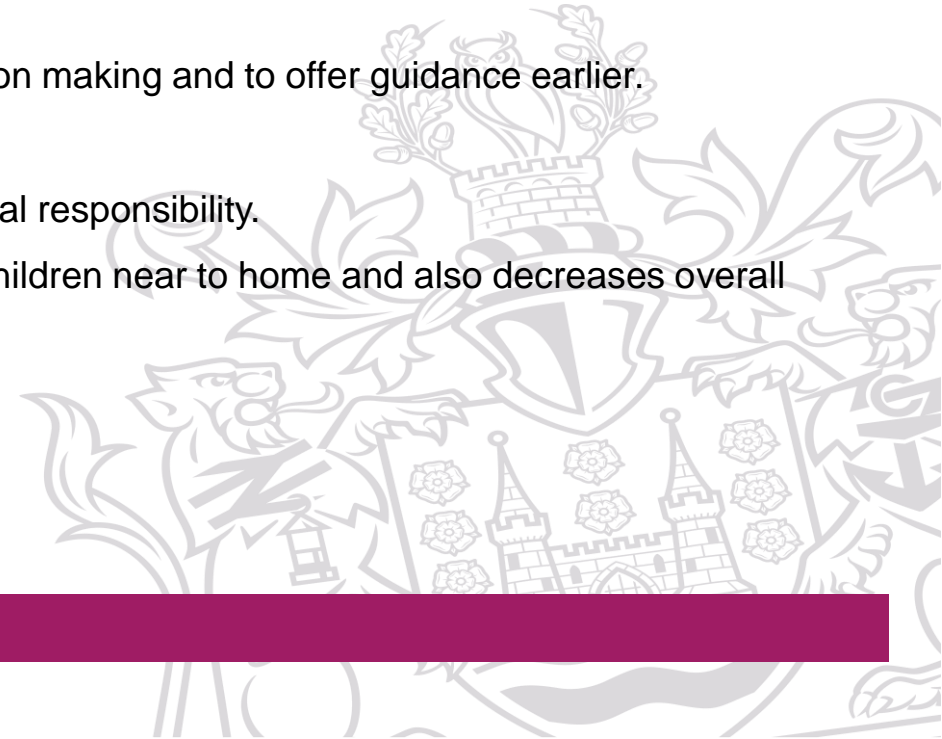 on making and to offer guidance earlier.
al responsibility.
hildren near to home and also decreases overall